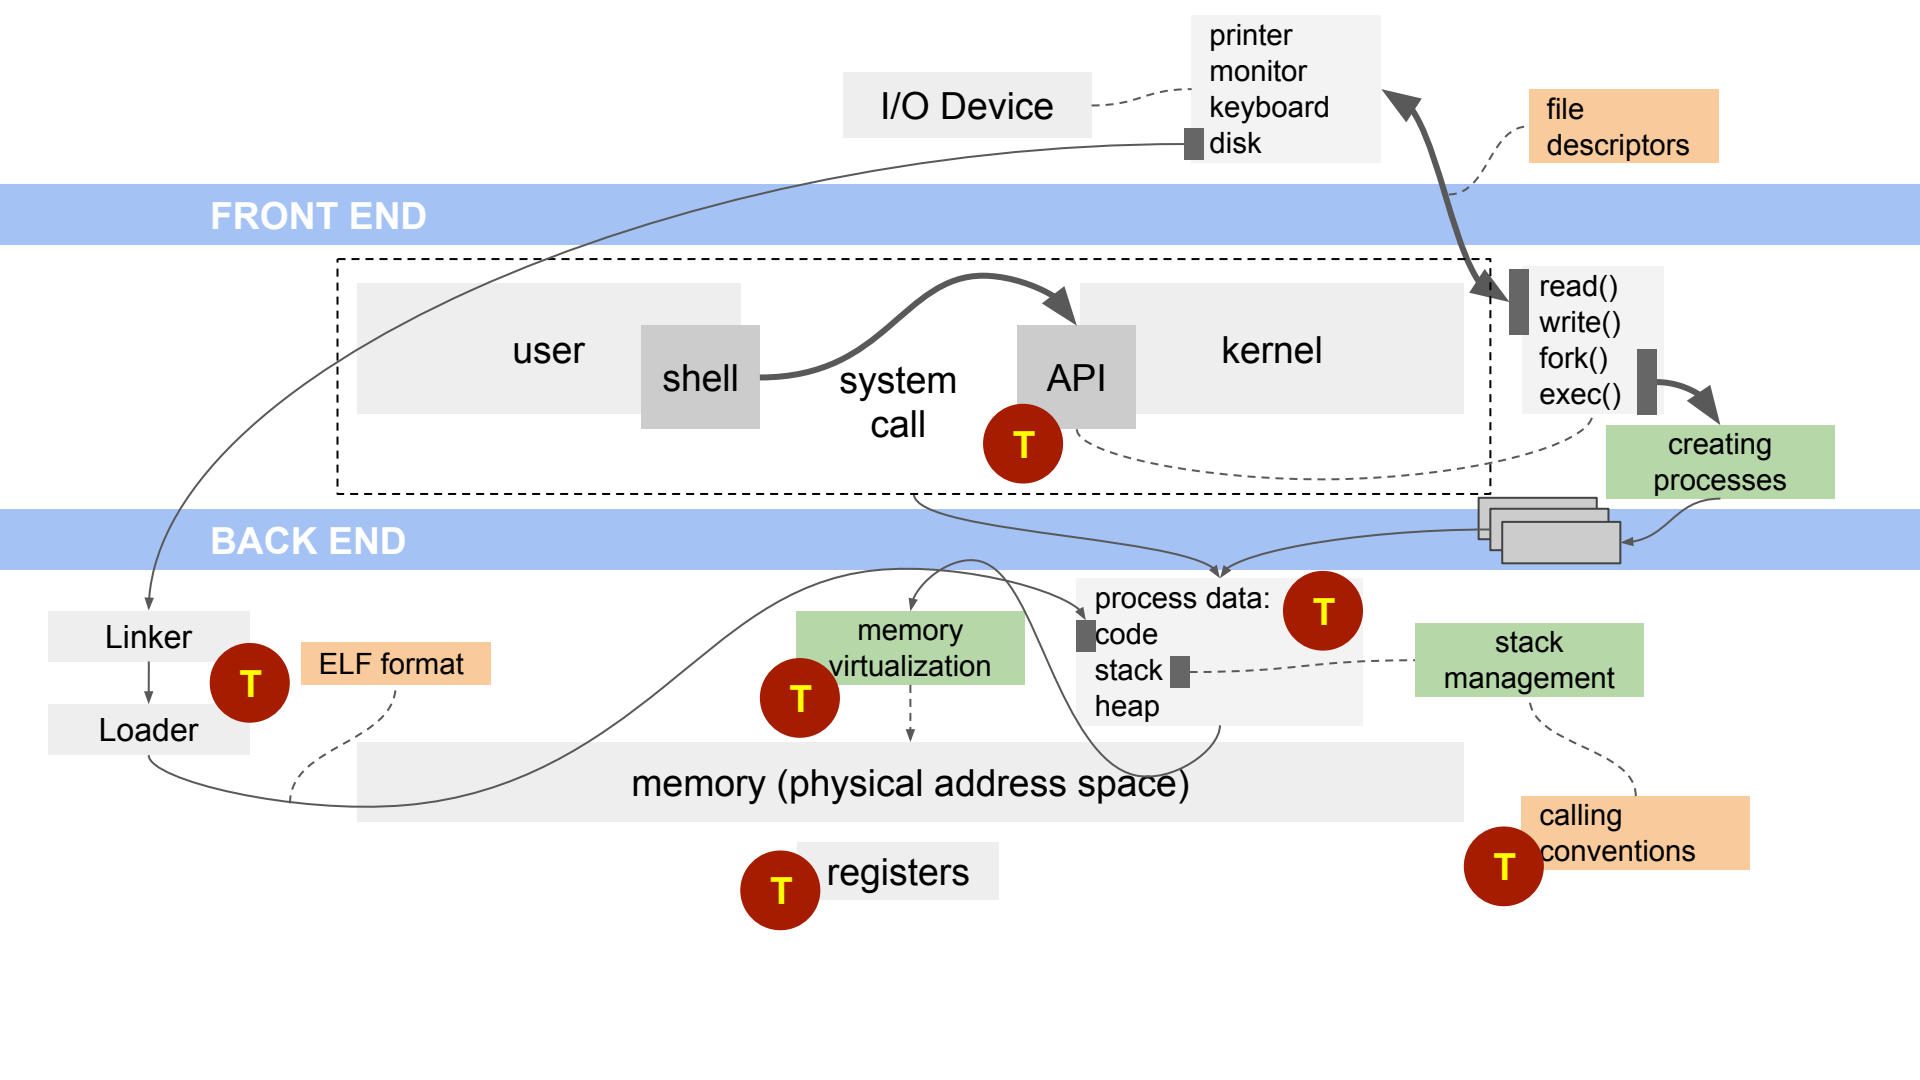 printer
monitor
keyboard
disk
I/O Device
file
descriptors
FRONT END
user
shell
system
call
API
T
kernel
read()
write()
fork()
exec()
creating
processes
BACK END
Linker
T
Loader
ELF format
memory
virtualization
T
process data:
code
stack
heap
T
stack
management
memory (physical address space)
calling
conventions
T
registers
T